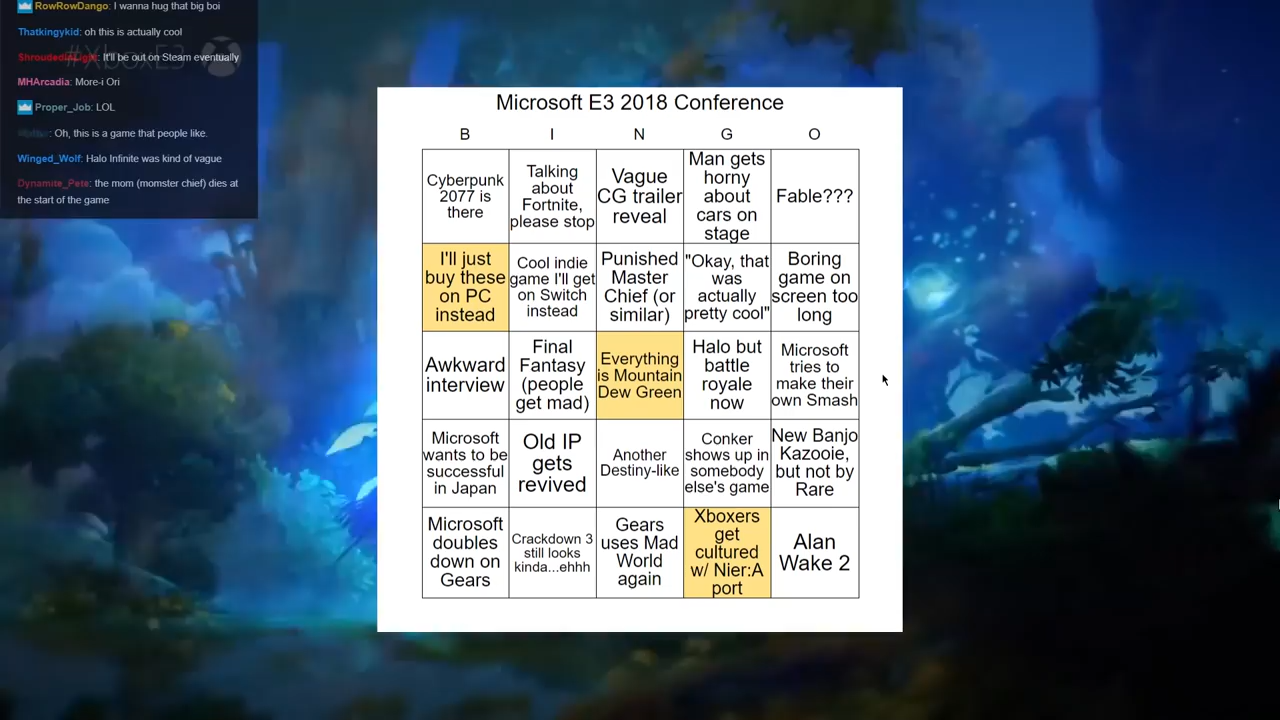 RowRowDango: I wanna hug that big boi
Thatkingykid: oh this is actually cool
#XboxE3
ShroudedInLight: It'll be out on Steam eventually
MHArcadia: More-i Ori
Proper_Job: LOL
: Oh, this is a game that people like.
Winged_Wolf: Halo Infinite was kind of vague
Dynamite_Pete: the mom (momster chief) dies at
the start of the game
Microsoft E3 2018 Conference
B I N G O
Cyberpunk
2077 is
there
Talking
about
Fortnite,
please stop
Vague
CG trailer
reveal
Man gets
horny
about
cars on
stage
Fable???
I'll just
buy these
on PC
instead
Cool indie
game I'll get
on Switch
instead
Punished
Master
Chief (or
similar)
"Okay, that
was
actually
pretty cool"
Boring
game on
screen too
long
Awkward
interview
Final
Fantasy
(people
get mad)
Everything
is Mountain
Dew Green
Halo but
battle
royale
now
Microsoft
tries to
make their
own Smash
Microsoft
wants to be
successful
in Japan
Old IP
gets
revived
Another
Destiny-like
Conker
shows up in
somebody
else's game
New Banjo
Kazooie,
but not by
Rare
Microsoft
doubles
down on
Gears
Crackdown 3
still looks
kinda...ehhh
Gears
uses Mad
World
again
Xboxers
get
cultured
w/ Nier:A
port
Alan
Wake 2